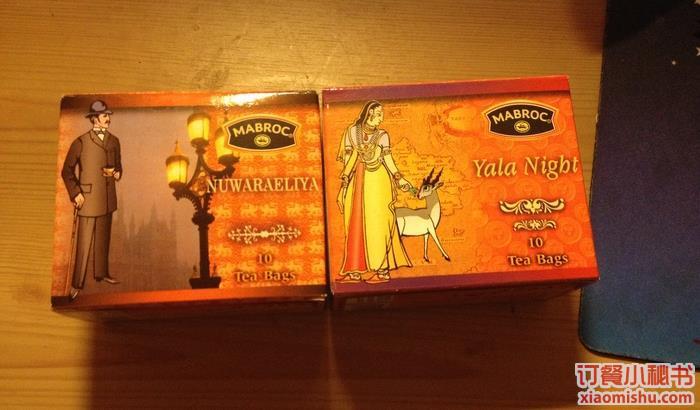 MABROC
NUWARAELIYA
10
Tea Bags
MABROC
Yala Night
10
Tea Bags
订餐小秘书
xiaomishu.com